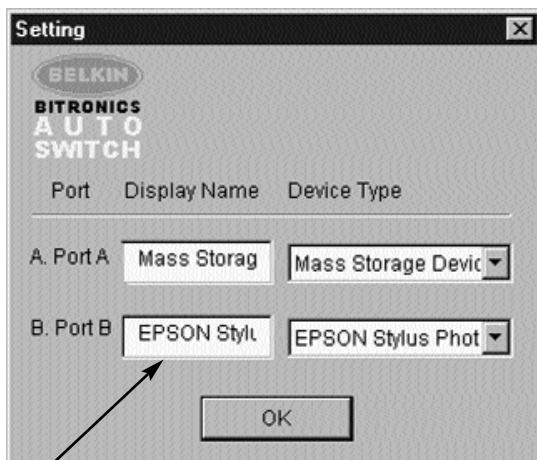 Setting
BELKIN
BITRONICS
AUTO
SWITCH
Port Display Name Device Type
A. Port A Mass Storag Mass Storage Devic
B. Port B EPSON Stylu EPSON Stylus Phot
OK